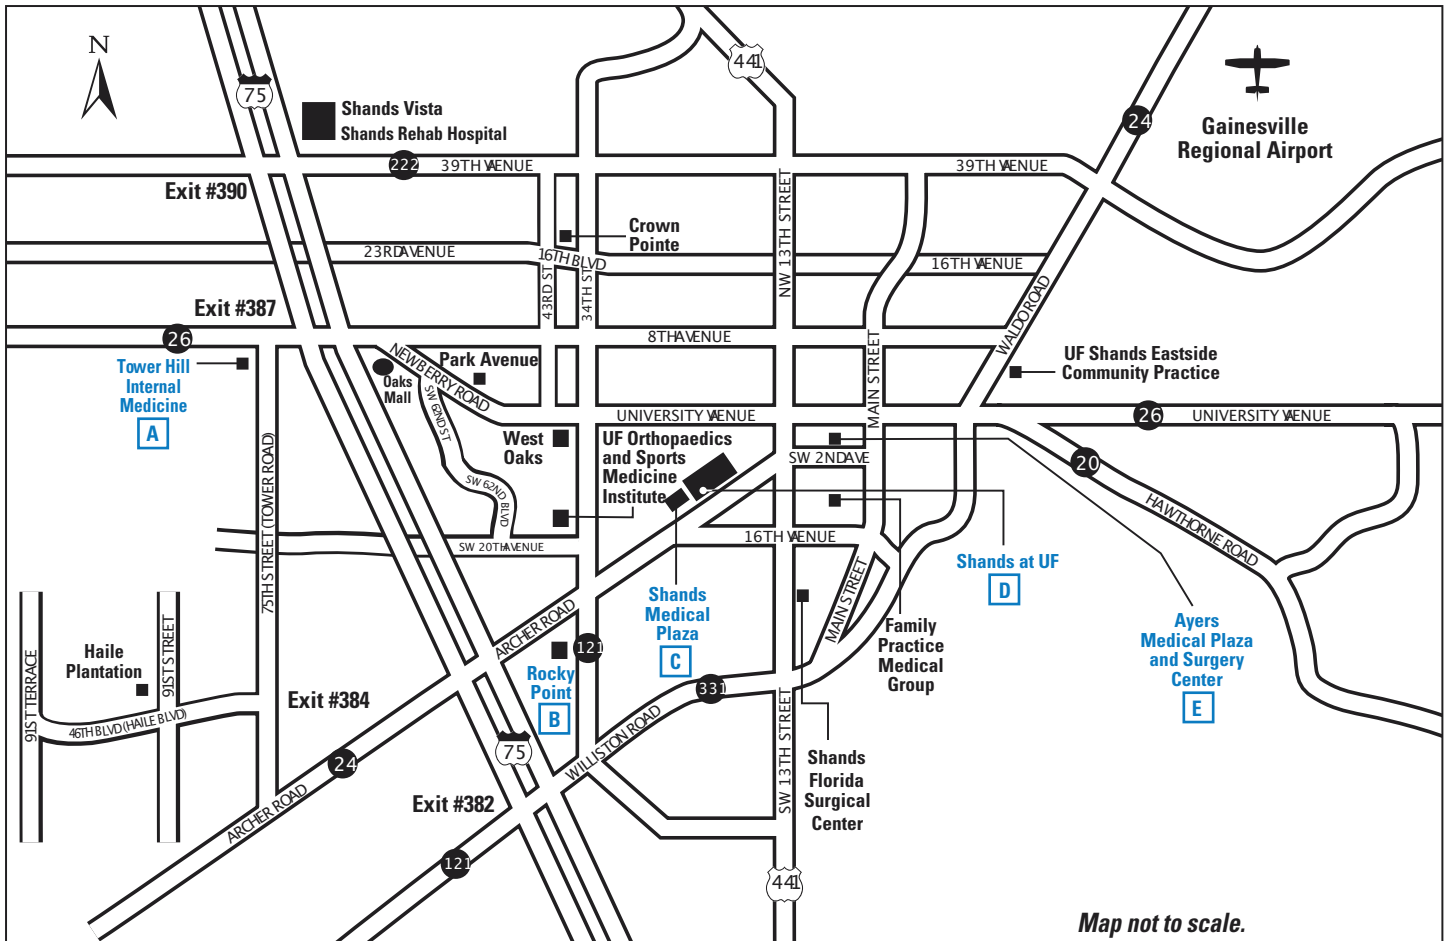 N
75
441
24
Gainesville
Regional Airport
Shands Vista
Shands Rehab Hospital
222
39TH AVENUE
39TH AVENUE
Exit #390
NW 13TH STREET
Crown
Pointe
23RD AVENUE
16TH BLVD
16TH AVENUE
43RD ST
34TH ST
Exit #387
26
8TH AVENUE
WALDO ROAD
MAIN STREET
Tower Hill
Internal
Medicine
A
NEWBERRY ROAD
Oaks
Mall
Park Avenue
SW 62ND ST
UF Shands Eastside
Community Practice
UNIVERSITY AVENUE
26
UNIVERSITY AVENUE
West
Oaks
UF Orthopaedics
and Sports
Medicine
Institute
SW 2ND AVE
20
HAWTHORNE ROAD
SW 62ND BLVD
75TH STREET (TOWER ROAD)
SW 20TH AVENUE
16TH AVENUE
Shands at UF
D
MAIN STREET
Shands
Medical
Plaza
C
ARCHER ROAD
121
Rocky
Point
B
Family
Practice
Medical
Group
Ayers
Medical Plaza
and Surgery
Center
E
Haile
Plantation
91ST TERRACE
91ST STREET
46TH BLVD (HAILE BLVD)
Exit #384
331
WILLISTON ROAD
75
24
ARCHER ROAD
Exit #382
SW 13TH STREET
Shands
Florida
Surgical
Center
121
441
Map not to scale.